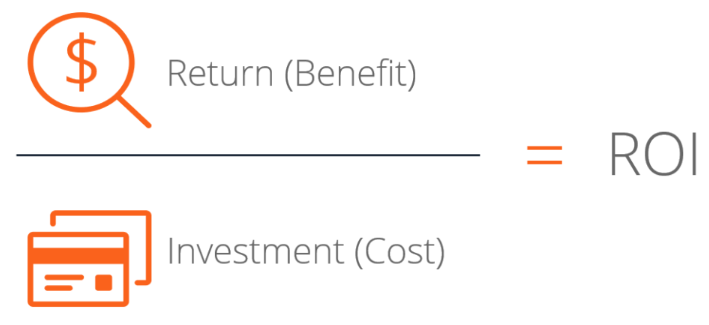 $
Return (Benefit)
= ROI
Investment (Cost)